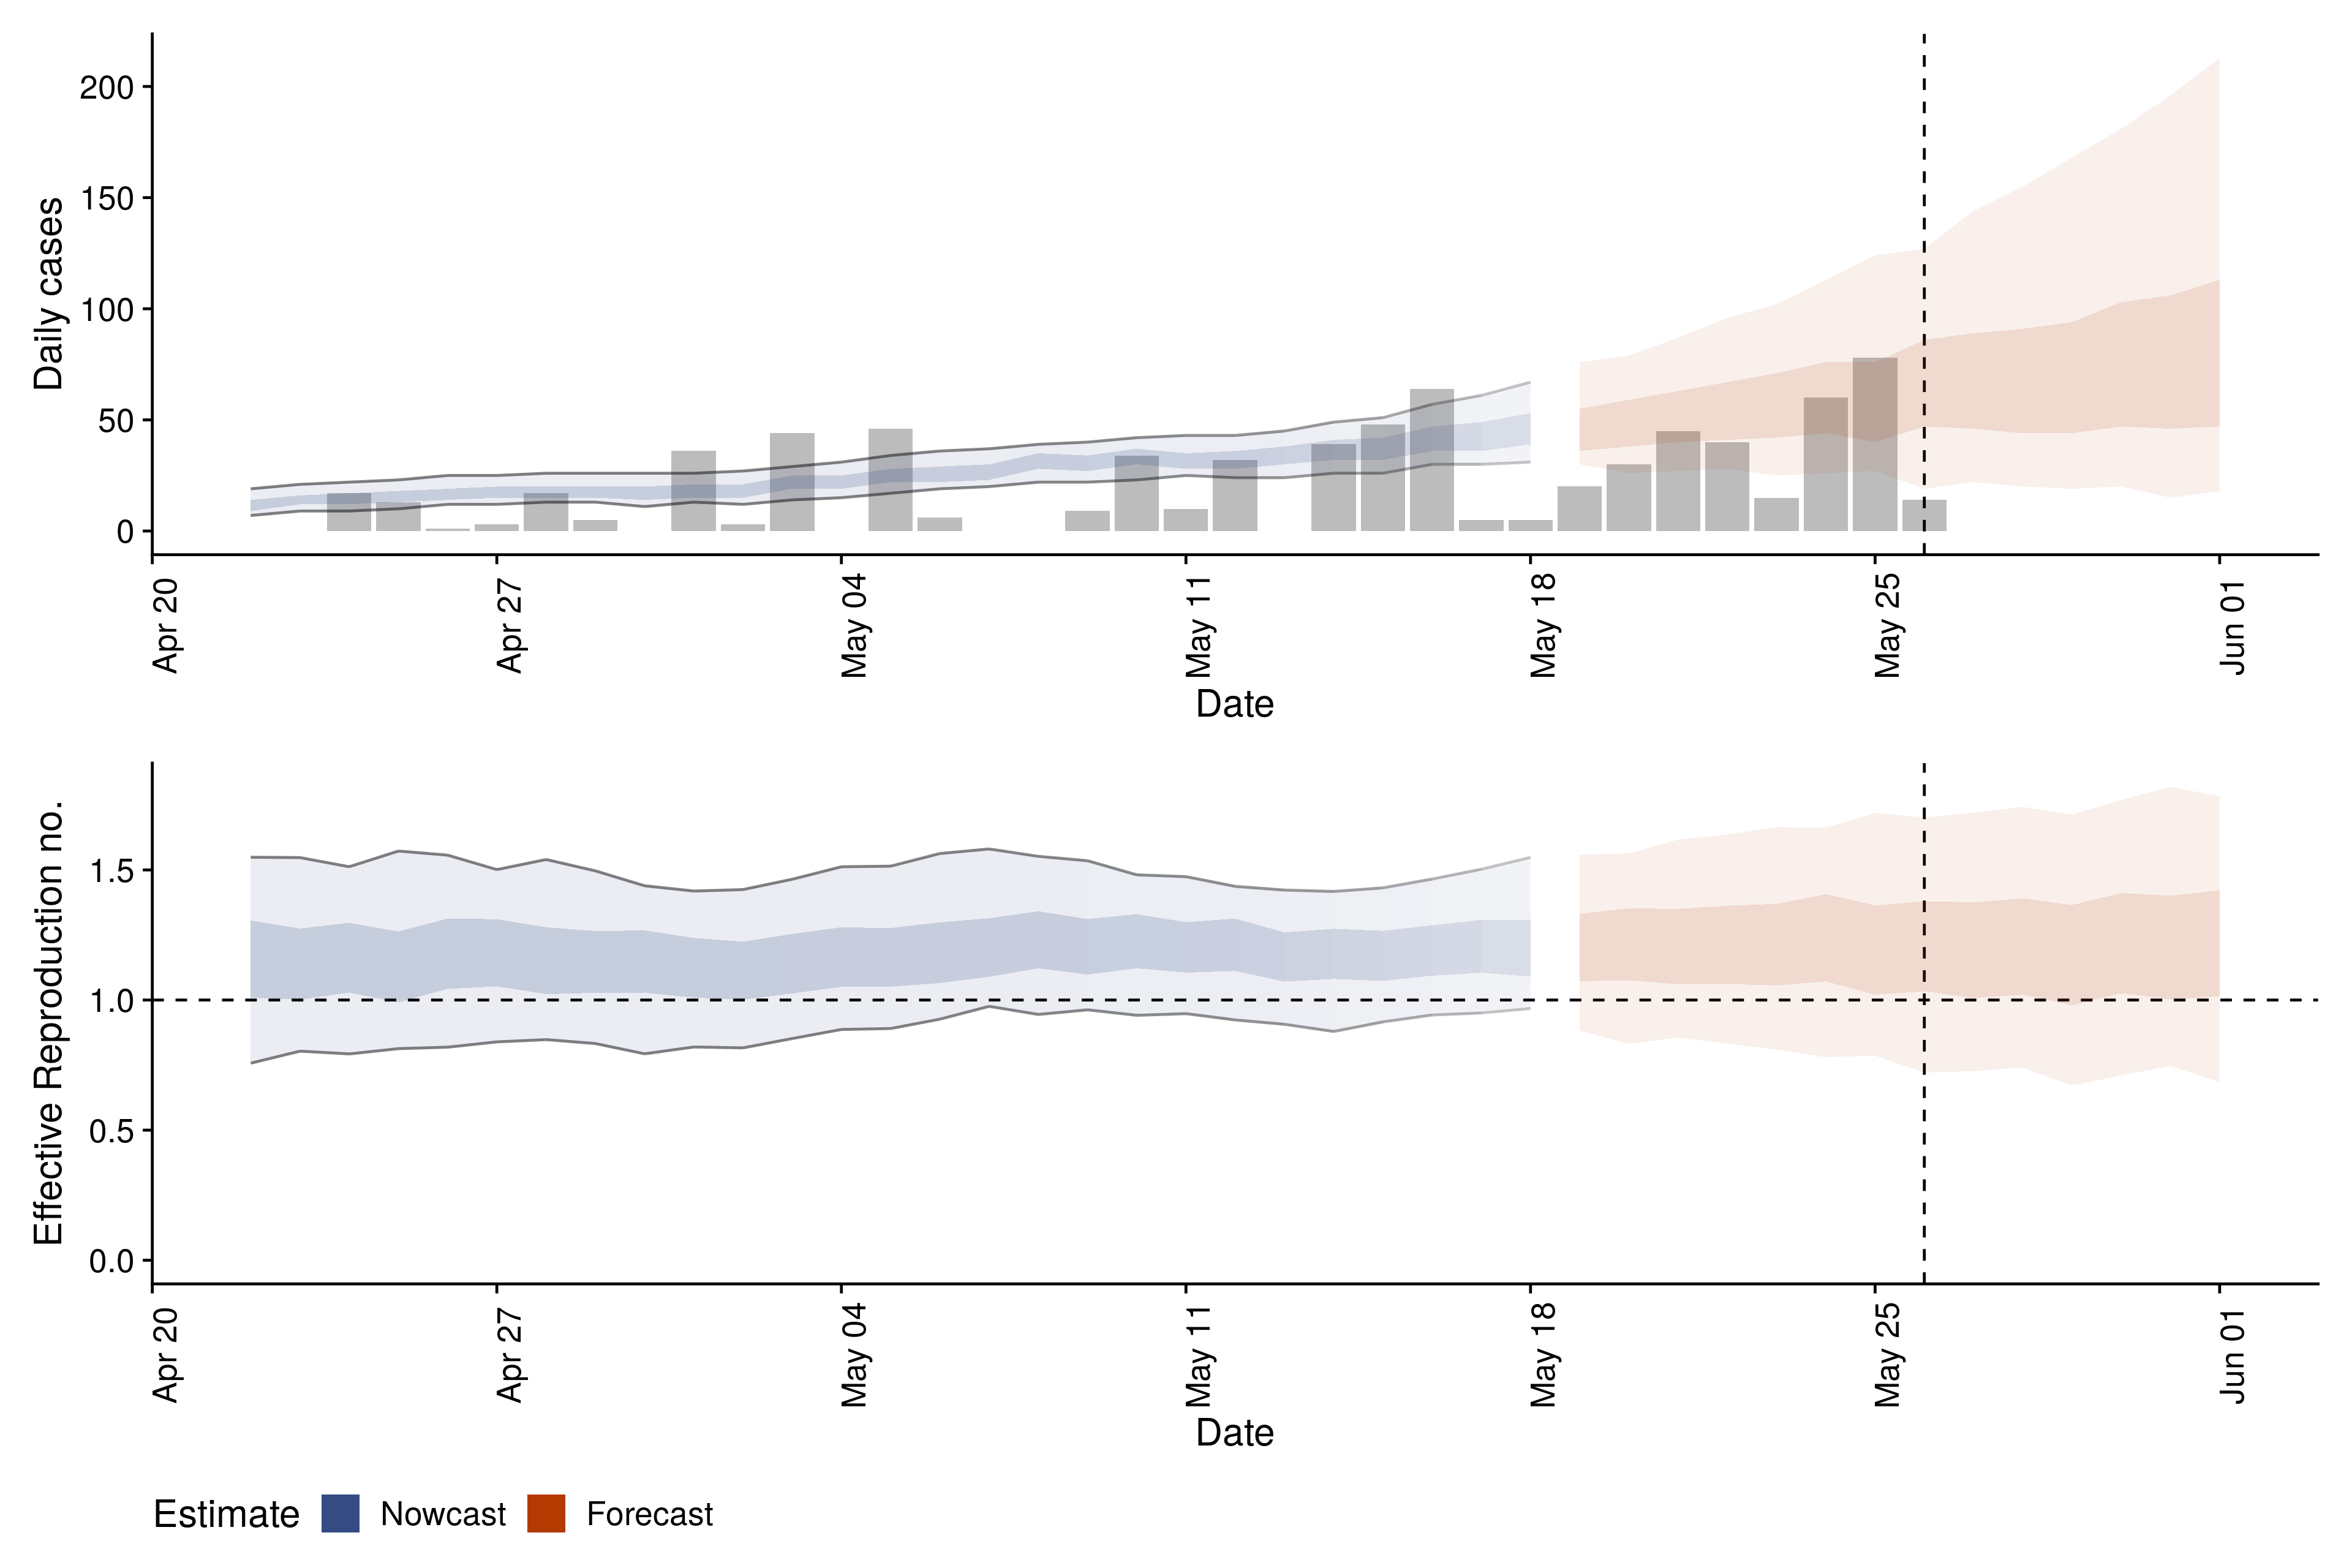 Daily cases
200
150
100
50
0
Apr 20
Apr 27
May 04
May 11
May 18
May 25
Jun 01
Date
Effective Reproduction no.
1.5
1.0
0.5
0.0
Apr 20
Apr 27
May 04
May 11
May 18
May 25
Jun 01
Date
Estimate Nowcast Forecast